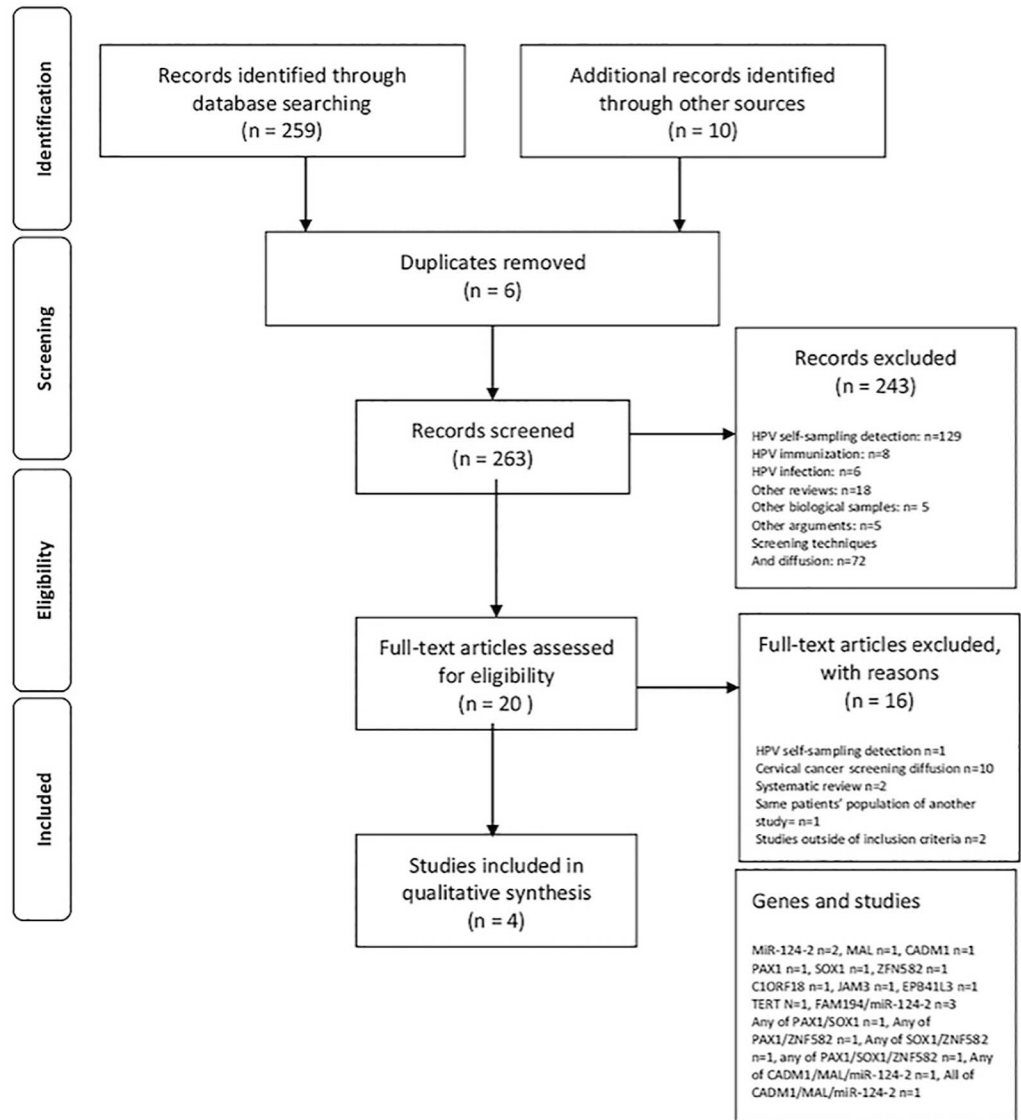 Identification
Records identified through
database searching
(n = 259)
Additional records identified
through other sources
(n = 10)
Duplicates removed
(n = 6)
Screening
Records screened
(n = 263)
Records excluded
(n = 243)
HPV self-sampling detection: n=129
HPV immunization: n=8
HPV infection: n=6
Other reviews: n=18
Other biological samples: n= 5
Other arguments: n=5
Screening techniques
And diffusion: n=72
Eligibility
Full-text articles assessed
for eligibility
(n = 20 )
Full-text articles excluded,
with reasons
(n = 16)
HPV self-sampling detection n=1
Cervical cancer screening diffusion n=10
Systematic review n=2
Same patients' population of another
study= n=1
Studies outside of inclusion criteria n=2
Included
Studies included in
qualitative synthesis
(n = 4)
Genes and studies
MiR-124-2 n=2, MAL n=1, CADM1 n=1
PAX1 n=1, SOX1 n=1, ZFN582 n=1
C1ORF18 n=1, JAM3 n=1, EPB41L3 n=1
TERT N=1, FAM194/miR-124-2 n=3
Any of PAX1/SOX1 n=1, Any of
PAX1/ZNF582 n=1, Any of SOX1/ZNF582
n=1, any of PAX1/SOX1/ZNF582 n=1, Any
of CADM1/MAL/miR-124-2 n=1, All of
CADM1/MAL/miR-124-2 n=1